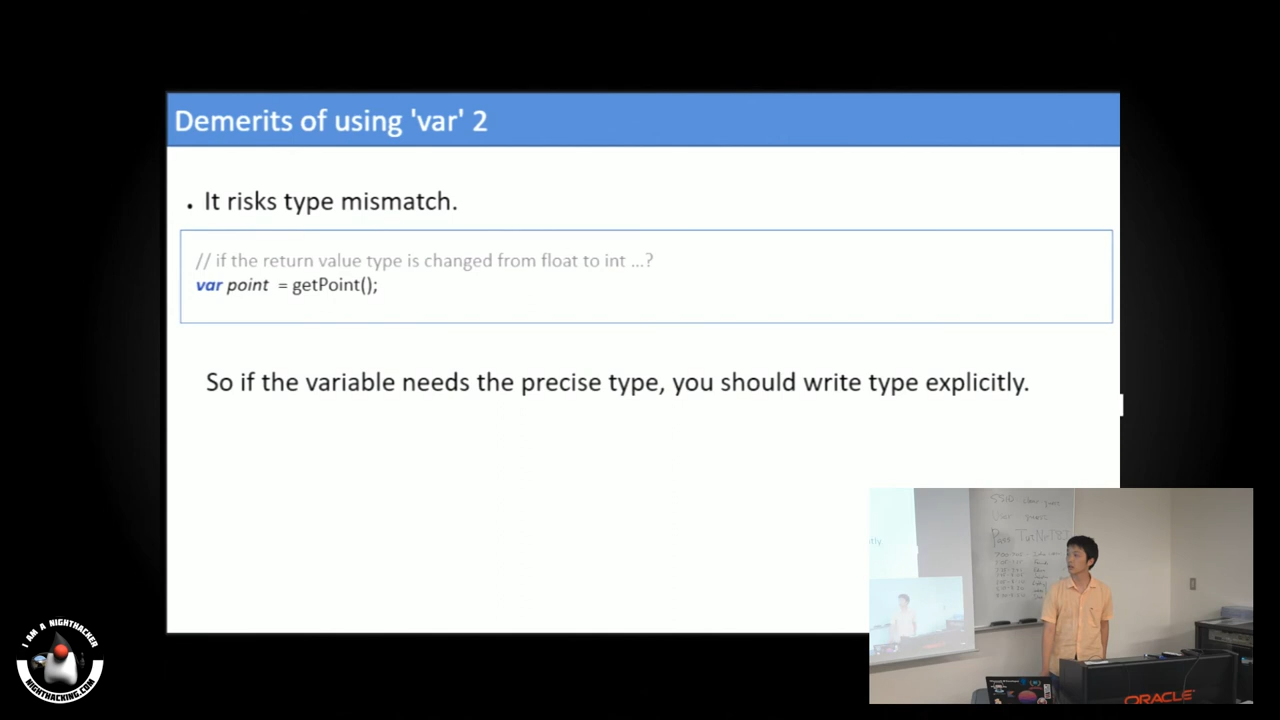 Demerits of using 'var' 2
. It risks type mismatch.
// if the return value type is changed from float to int ...?
var point = getPoint();
So if the variable needs the precise type, you should write type explicitly.
I AM A NIGHTHACKER
NIGHTHACKING.COM
ORACLE